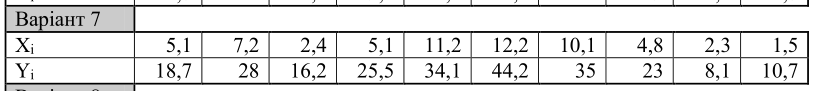 Варіант 7
Xᵢ 5,1 7,2 2,4 5,1 11,2 12,2 10,1 4,8 2,3 1,5
Yᵢ 18,7 28 16,2 25,5 34,1 44,2 35 23 8,1 10,7